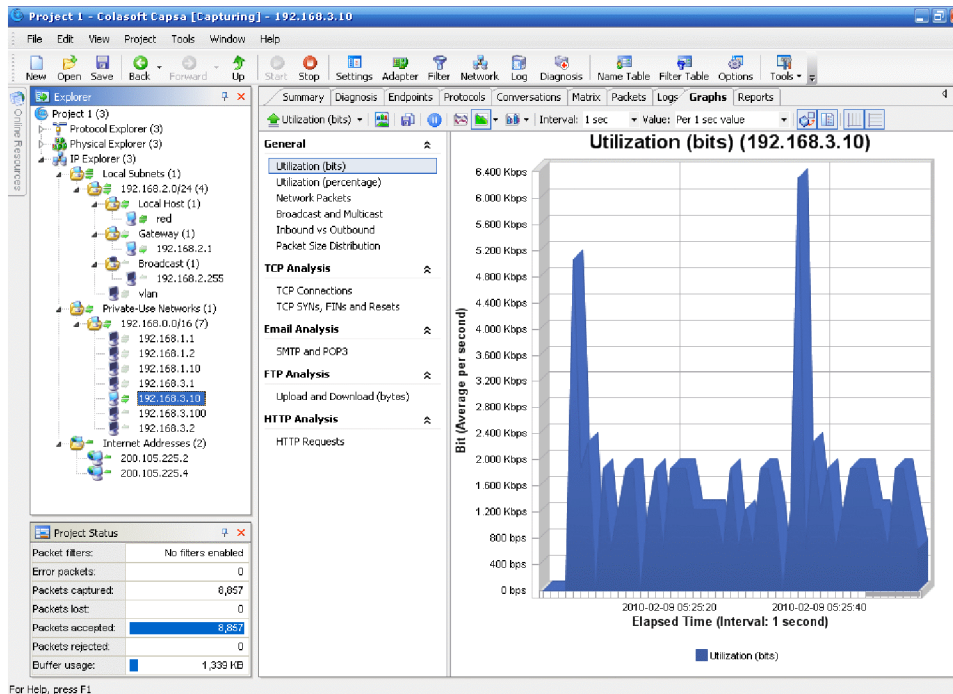 Project 1 - Colasoft Capsa [Capturing] - 192.168.3.10
File Edit View Project Tools Window Help
New Open Save Back Forward Up Start Stop Settings Adapter Filter Network Log Diagnosis Name Table Filter Table Options Tools
Online Resources
Explorer
Project 1 (3)
Protocol Explorer (3)
Physical Explorer (3)
IP Explorer (3)
Local Subnets (1)
192.168.2.0/24 (4)
Local Host (1)
red
Gateway (1)
192.168.2.1
Broadcast (1)
192.168.2.255
vlan
Private-Use Networks (1)
192.168.0.0/16 (7)
192.168.1.1
192.168.1.2
192.168.1.10
192.168.3.1
192.168.3.10
192.168.3.100
192.168.3.2
Internet Addresses (2)
200.105.225.2
200.105.225.4
Project Status
Packet filters: No filters enabled
Error packets: 0
Packets captured: 8,857
Packets lost: 0
Packets accepted: 8,857
Packets rejected: 0
Buffer usage: 1,339 KB
Summary Diagnosis Endpoints Protocols Conversations Matrix Packets Logs Graphs Reports
Utilization (bits) Interval: 1 sec Value: Per 1 sec value
General
Utilization (bits)
Utilization (percentage)
Network Packets
Broadcast and Multicast
Inbound vs Outbound
Packet Size Distribution
TCP Analysis
TCP Connections
TCP SYNs, FINs and Resets
Email Analysis
SMTP and POP3
FTP Analysis
Upload and Download (bytes)
HTTP Analysis
HTTP Requests
Utilization (bits) (192.168.3.10)
Bit (Average per second)
6.400 Kbps
6.000 Kbps
5.200 Kbps
4.800 Kbps
4.400 Kbps
4.000 Kbps
3.600 Kbps
3.200 Kbps
2.800 Kbps
2.400 Kbps
2.000 Kbps
1.600 Kbps
1.200 Kbps
800 bps
400 bps
0 bps
2010-02-09 05:25:20 2010-02-09 05:25:40
Elapsed Time (Interval: 1 second)
Utilization (bits)
For Help, press F1